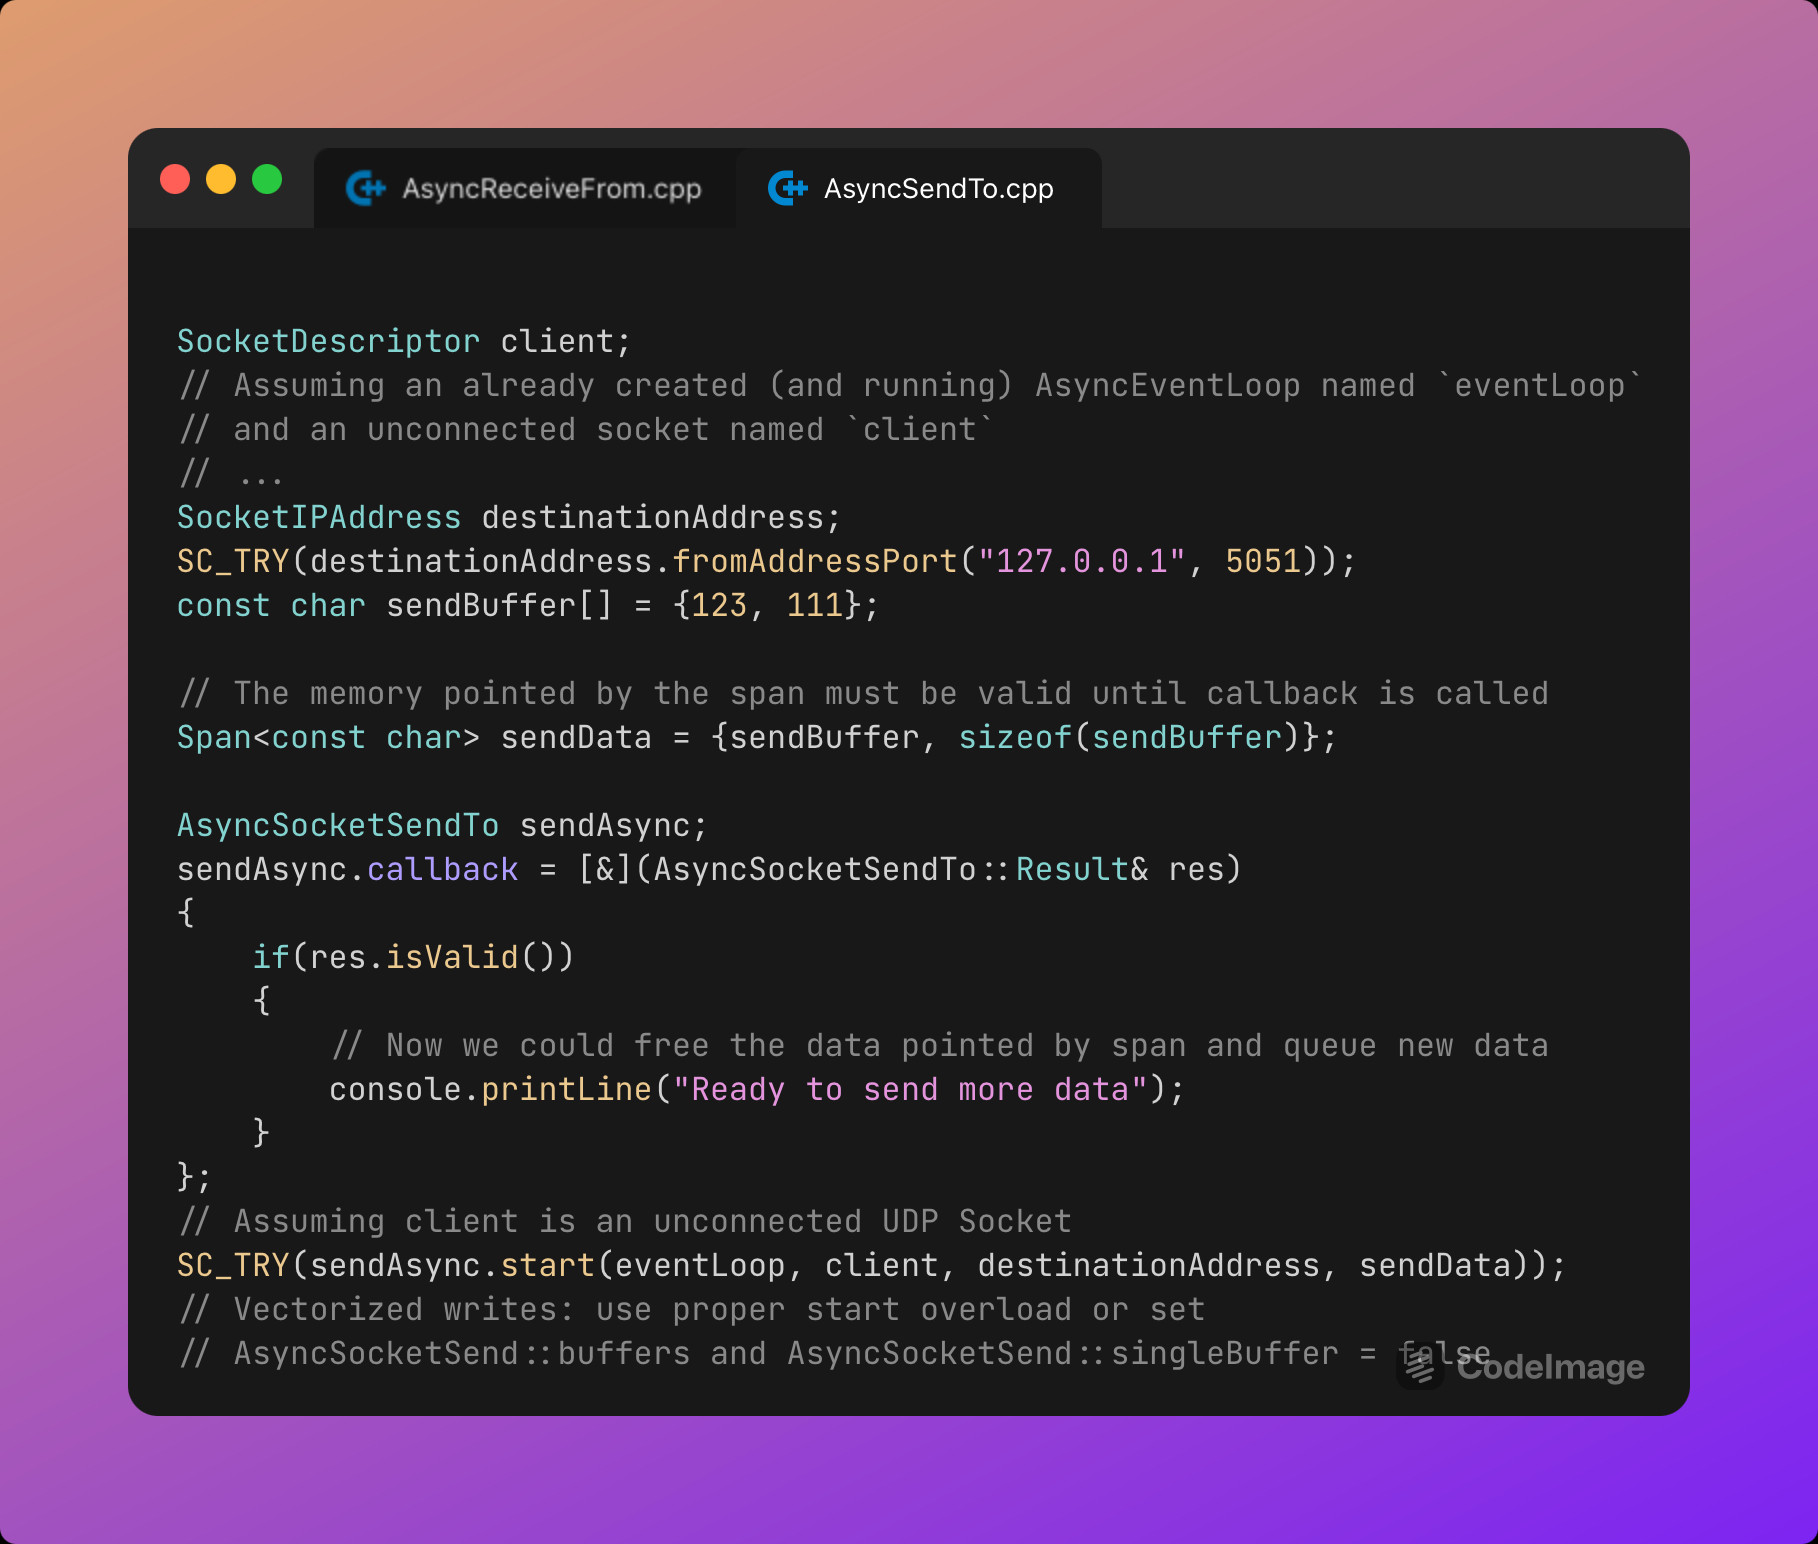 AsyncReceiveFrom.cpp
AsyncSendTo.cpp
SocketDescriptor client;
// Assuming an already created (and running) AsyncEventLoop named `eventLoop`
// and an unconnected socket named `client`
// ...
SocketIPAddress destinationAddress;
SC_TRY(destinationAddress.fromAddressPort("127.0.0.1", 5051));
const char sendBuffer[] = {123, 111};

// The memory pointed by the span must be valid until callback is called
Span<const char> sendData = {sendBuffer, sizeof(sendBuffer)};

AsyncSocketSendTo sendAsync;
sendAsync.callback = [&](AsyncSocketSendTo::Result& res)
{
    if(res.isValid())
    {
        // Now we could free the data pointed by span and queue new data
        console.printLine("Ready to send more data");
    }
};
// Assuming client is an unconnected UDP Socket
SC_TRY(sendAsync.start(eventLoop, client, destinationAddress, sendData));
// Vectorized writes: use proper start overload or set
// AsyncSocketSend::buffers and AsyncSocketSend::singleBuffer = false
CodeImage